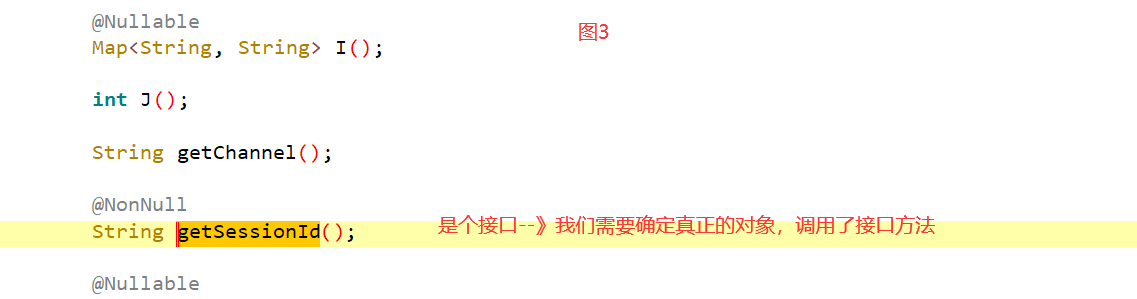 @Nullable
图3
Map<String, String> I();
int J();
String getChannel();
@NonNull
String getSessionId();
是个接口--》我们需要确定真正的对象，调用了接口方法
@Nullable